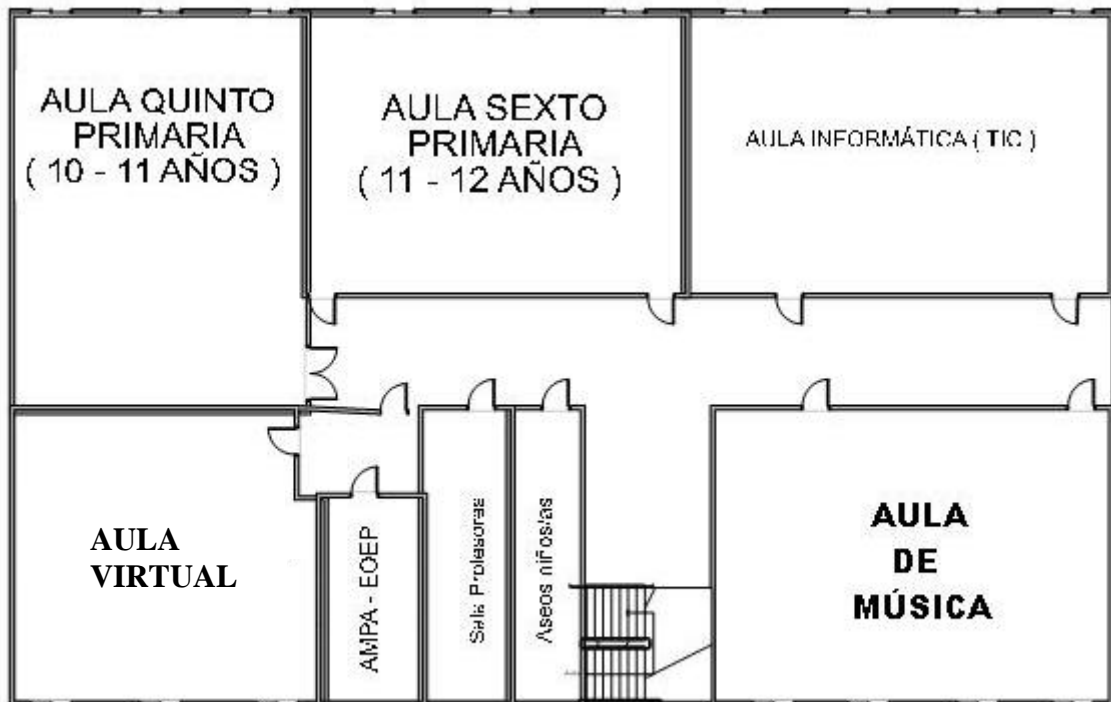 AULA QUINTO
PRIMARIA
( 10 - 11 AÑOS )
AULA SEXTO
PRIMARIA
( 11 - 12 AÑOS )
AULA INFORMÁTICA ( TIC )
AULA
VIRTUAL
AMPA - EOEP
Sala Profesores
Aseos niños/as
AULA
DE
MÚSICA